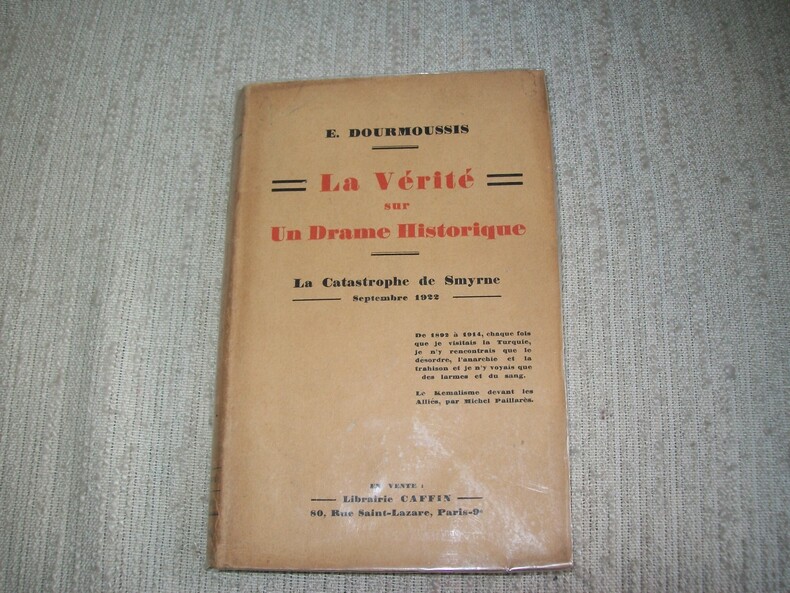 E. DOURMOUSSIS
La Vérité
sur
Un Drame Historique
La Catastrophe de Smyrne
Septembre 1922
De 1892 à 1914, chaque fois
que je visitais la Turquie,
je n'y rencontrais que le
désordre, l'anarchie et la
trahison et je n'y voyais que
des larmes et du sang.
Le Kemalisme devant les
Alliés, par Michel Paillarès.
EN VENTE :
Librairie CAFFIN
80, Rue Saint-Lazare, Paris-9e